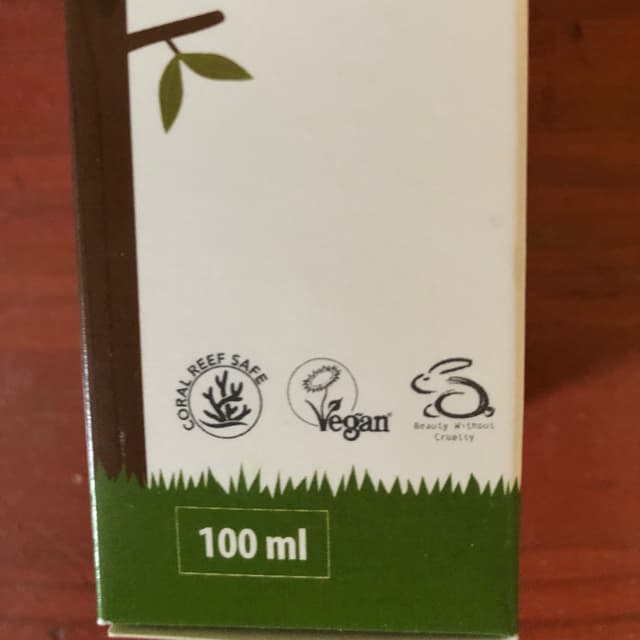 CORAL REEF SAFE
Vegan
Beauty Without
Cruelty
100 ml